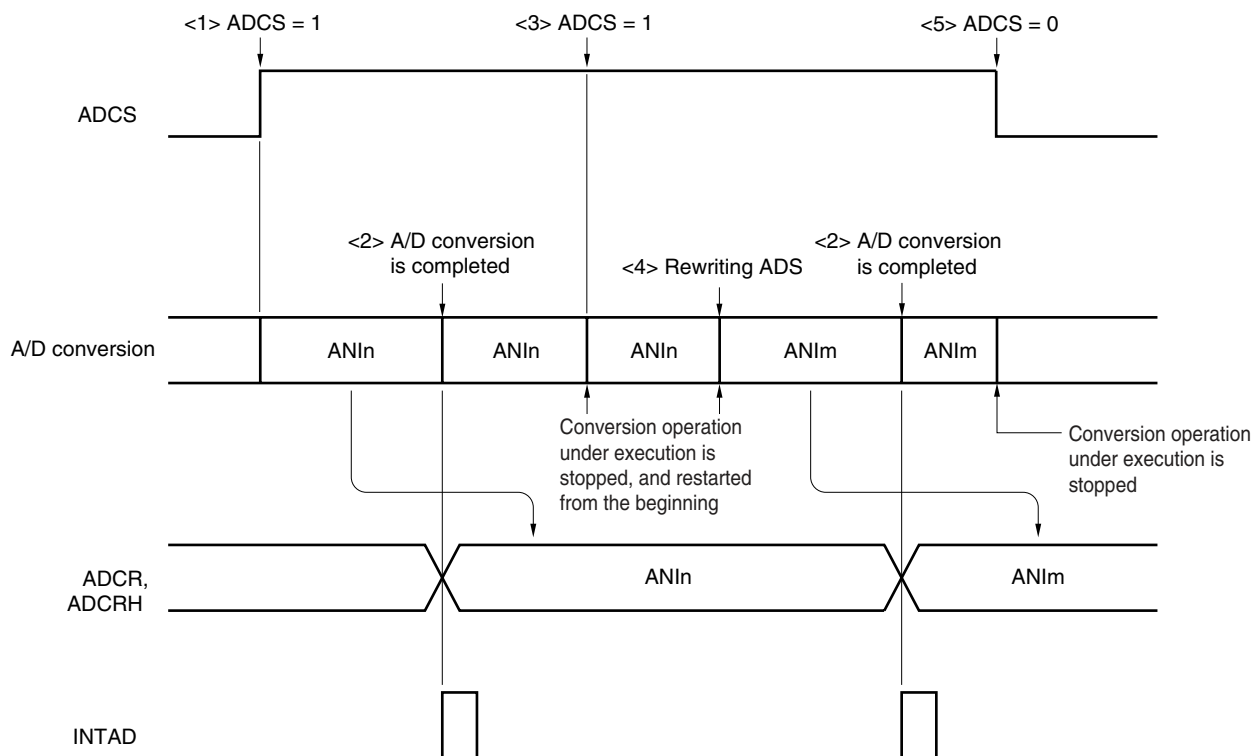 <1> ADCS = 1
<3> ADCS = 1
<5> ADCS = 0
ADCS
<2> A/D conversion
is completed
<4> Rewriting ADS
<2> A/D conversion
is completed
A/D conversion
ANIn
ANIn
ANIn
ANIm
ANIm
Conversion operation
under execution is
stopped, and restarted
from the beginning
Conversion operation
under execution is
stopped
ADCR,
ADCRH
ANIn
ANIm
INTAD